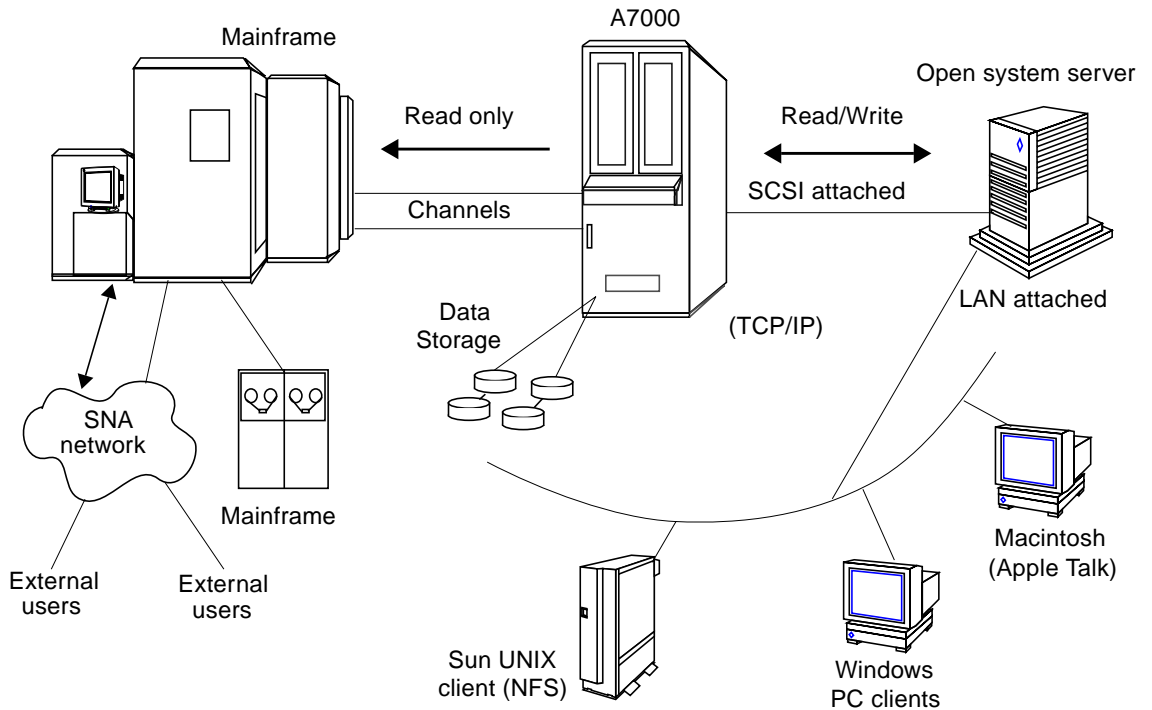 A7000
Mainframe
Open system server
Read only
Read/Write
SCSI attached
Channels
LAN attached
Data
Storage
(TCP/IP)
SNA
network
Mainframe
Macintosh
(Apple Talk)
External
users
External
users
Sun UNIX
client (NFS)
Windows
PC clients